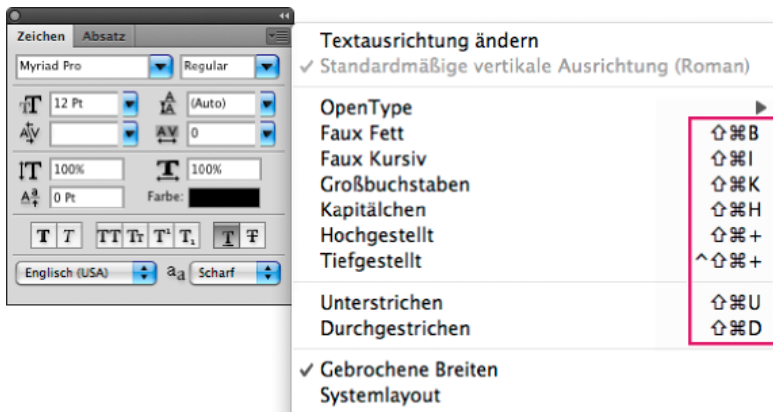 Zeichen Absatz
Myriad Pro Regular
12 Pt (Auto)
0
100% 100%
0 Pt Farbe:
T T TT Tr T¹ T₁ T T
Englisch (USA) aa Scharf
Textausrichtung ändern
✓ Standardmäßige vertikale Ausrichtung (Roman)
OpenType ▶
Faux Fett ⇧⌘B
Faux Kursiv ⇧⌘I
Großbuchstaben ⇧⌘K
Kapitälchen ⇧⌘H
Hochgestellt ⇧⌘+
Tiefgestellt ^⇧⌘+
Unterstrichen ⇧⌘U
Durchgestrichen ⇧⌘D
✓ Gebrochene Breiten
Systemlayout